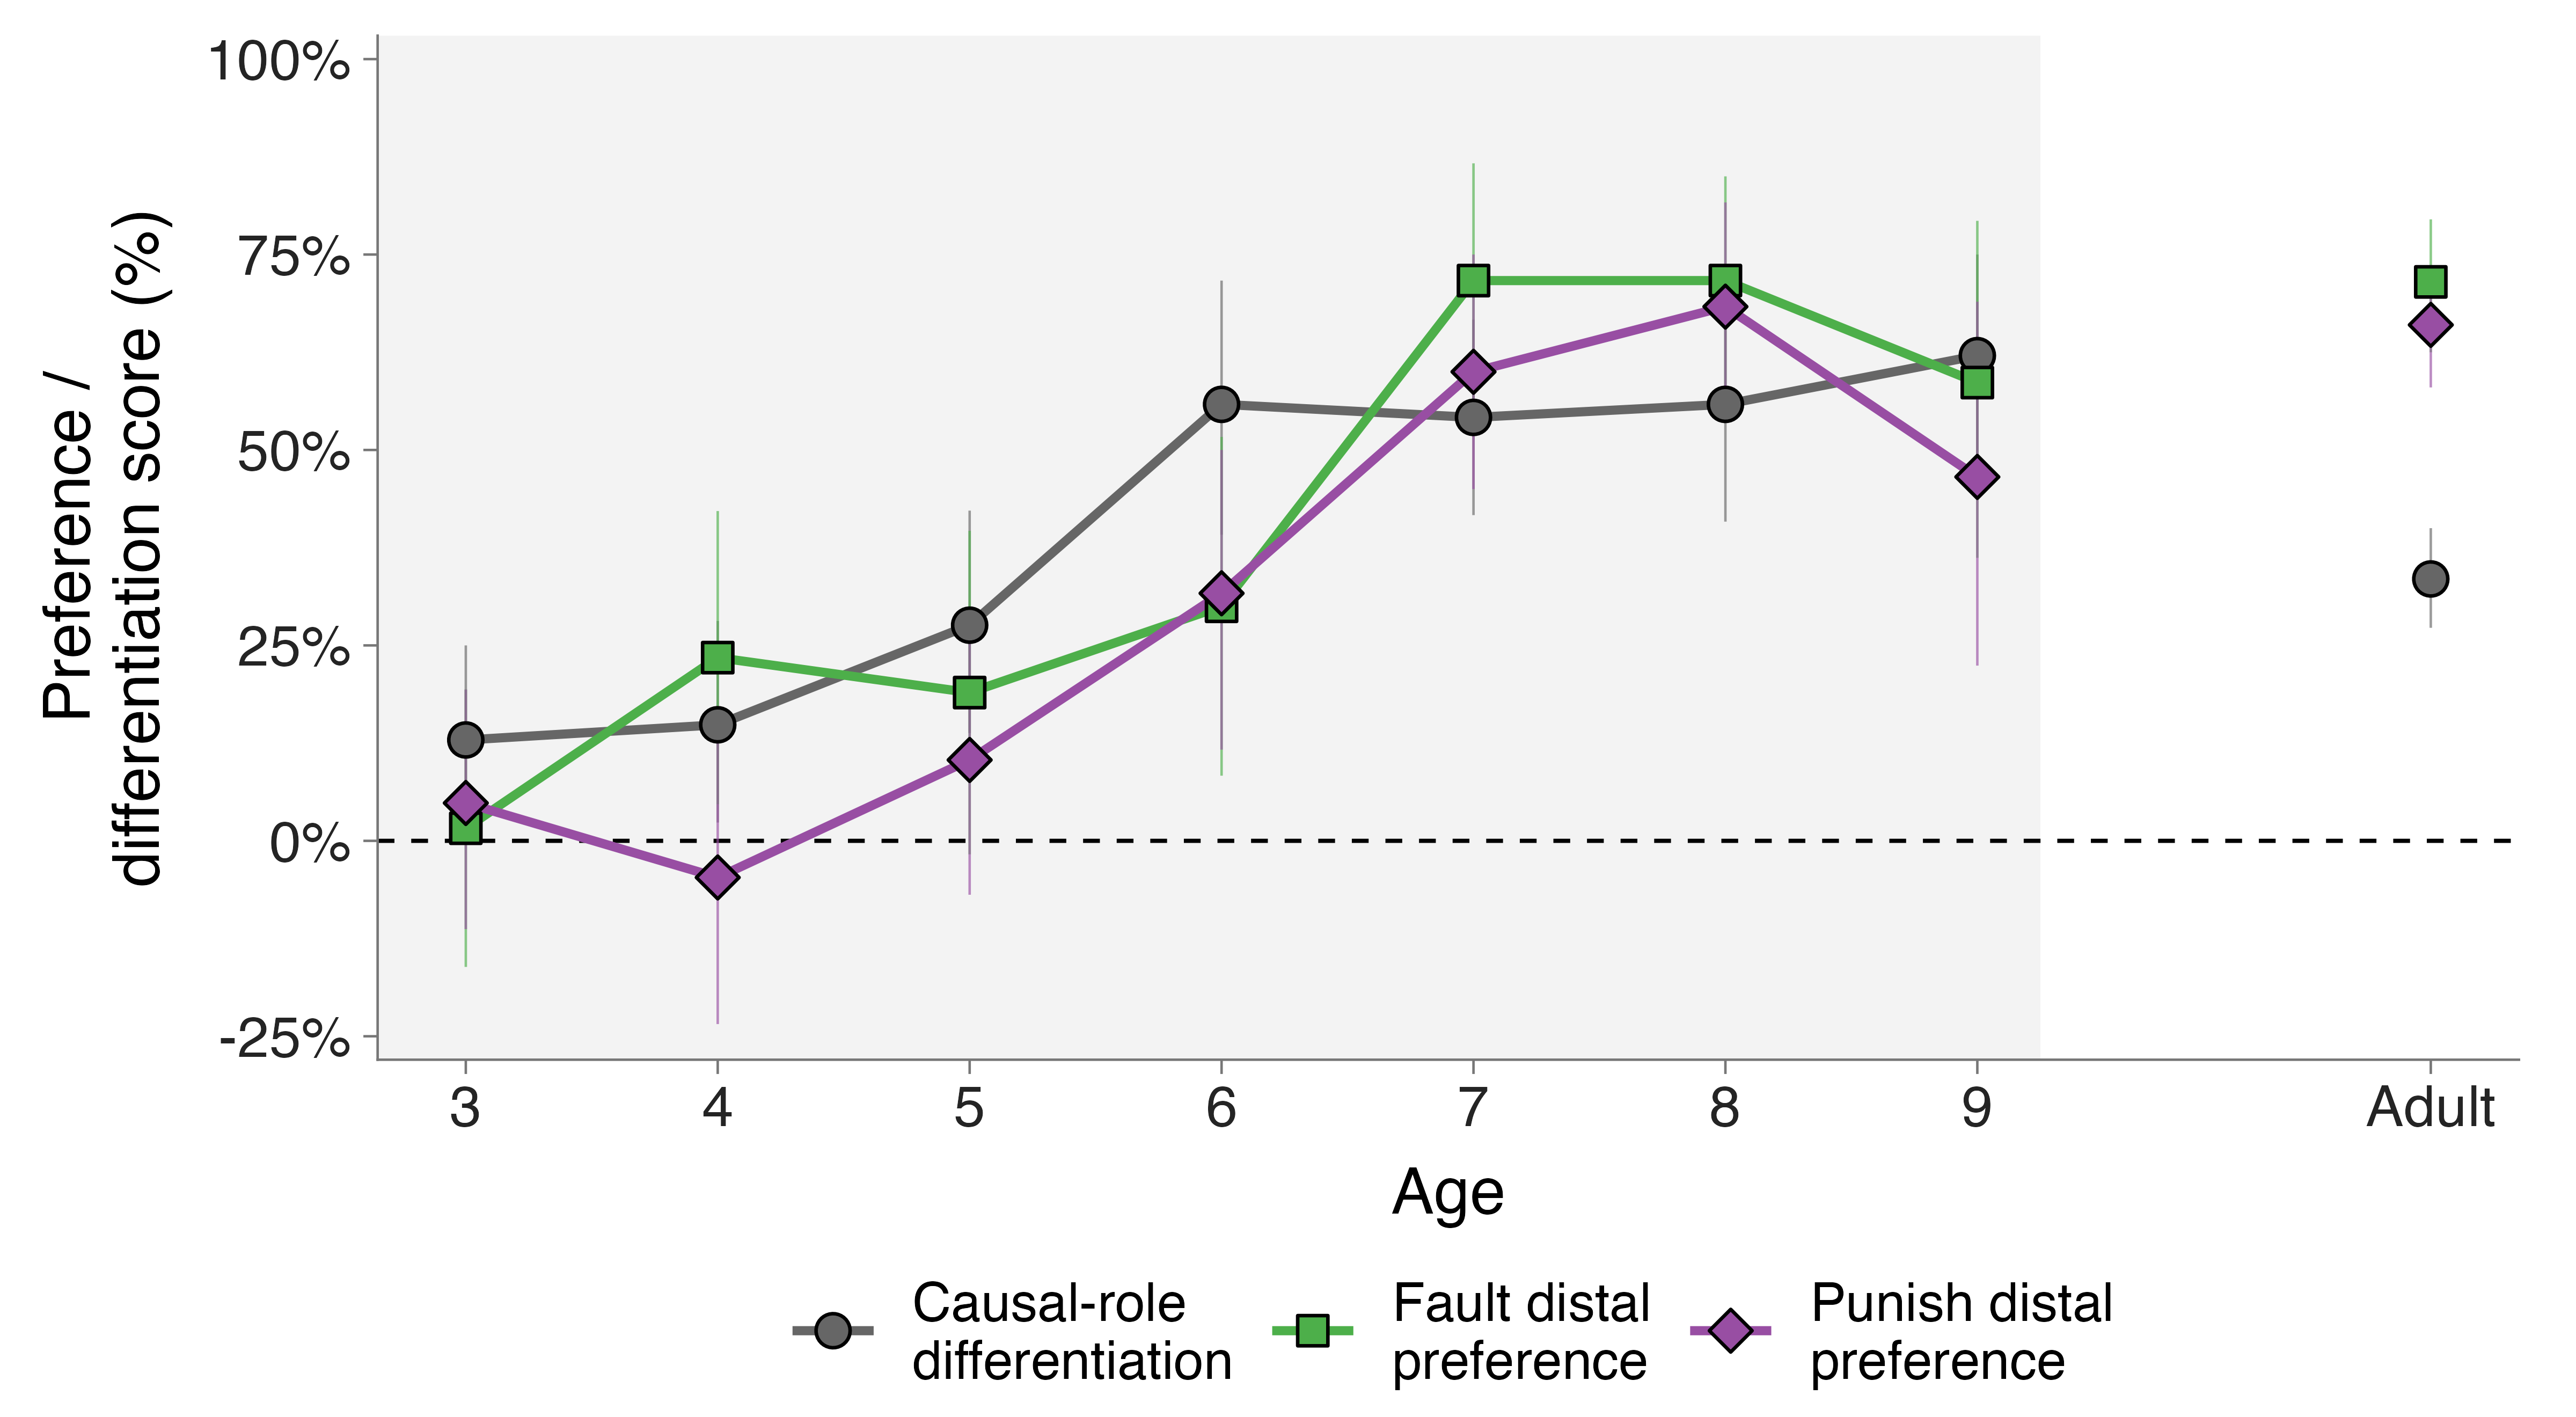 Preference /
differentiation score (%)
100%
75%
50%
25%
0%
-25%
3 4 5 6 7 8 9 Adult
Age
Causal-role
differentiation
Fault distal
preference
Punish distal
preference